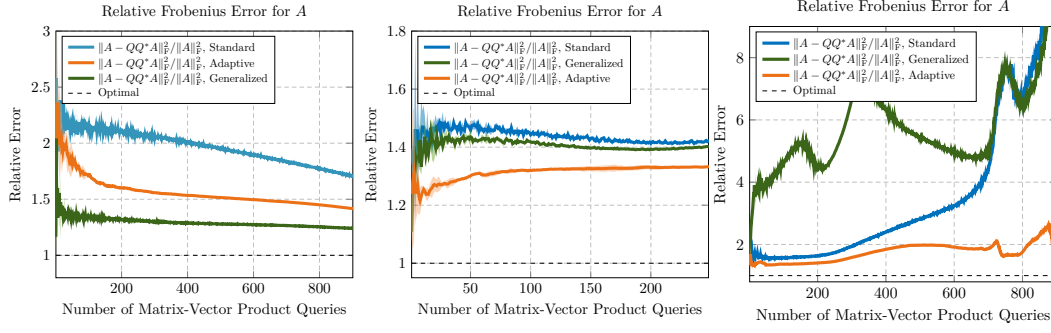 Relative Frobenius Error for A
3
2.5
2
1.5
1
Relative Error
‖A − QQ*A‖²_F/‖A‖²_F, Standard
‖A − QQ*A‖²_F/‖A‖²_F, Adaptive
‖A − QQ*A‖²_F/‖A‖²_F, Generalized
Optimal
200 400 600 800
Number of Matrix-Vector Product Queries
Relative Frobenius Error for A
1.8
1.6
1.4
1.2
1
Relative Error
‖A − QQ*A‖²_F/‖A‖²_F, Standard
‖A − QQ*A‖²_F/‖A‖²_F, Generalized
‖A − QQ*A‖²_F/‖A‖²_F, Adaptive
Optimal
50 100 150 200
Number of Matrix-Vector Product Queries
Relative Frobenius Error for A
8
6
4
2
Relative Error
‖A − QQ*A‖²_F/‖A‖²_F, Standard
‖A − QQ*A‖²_F/‖A‖²_F, Generalized
‖A − QQ*A‖²_F/‖A‖²_F, Adaptive
Optimal
200 400 600 800
Number of Matrix-Vector Product Queries